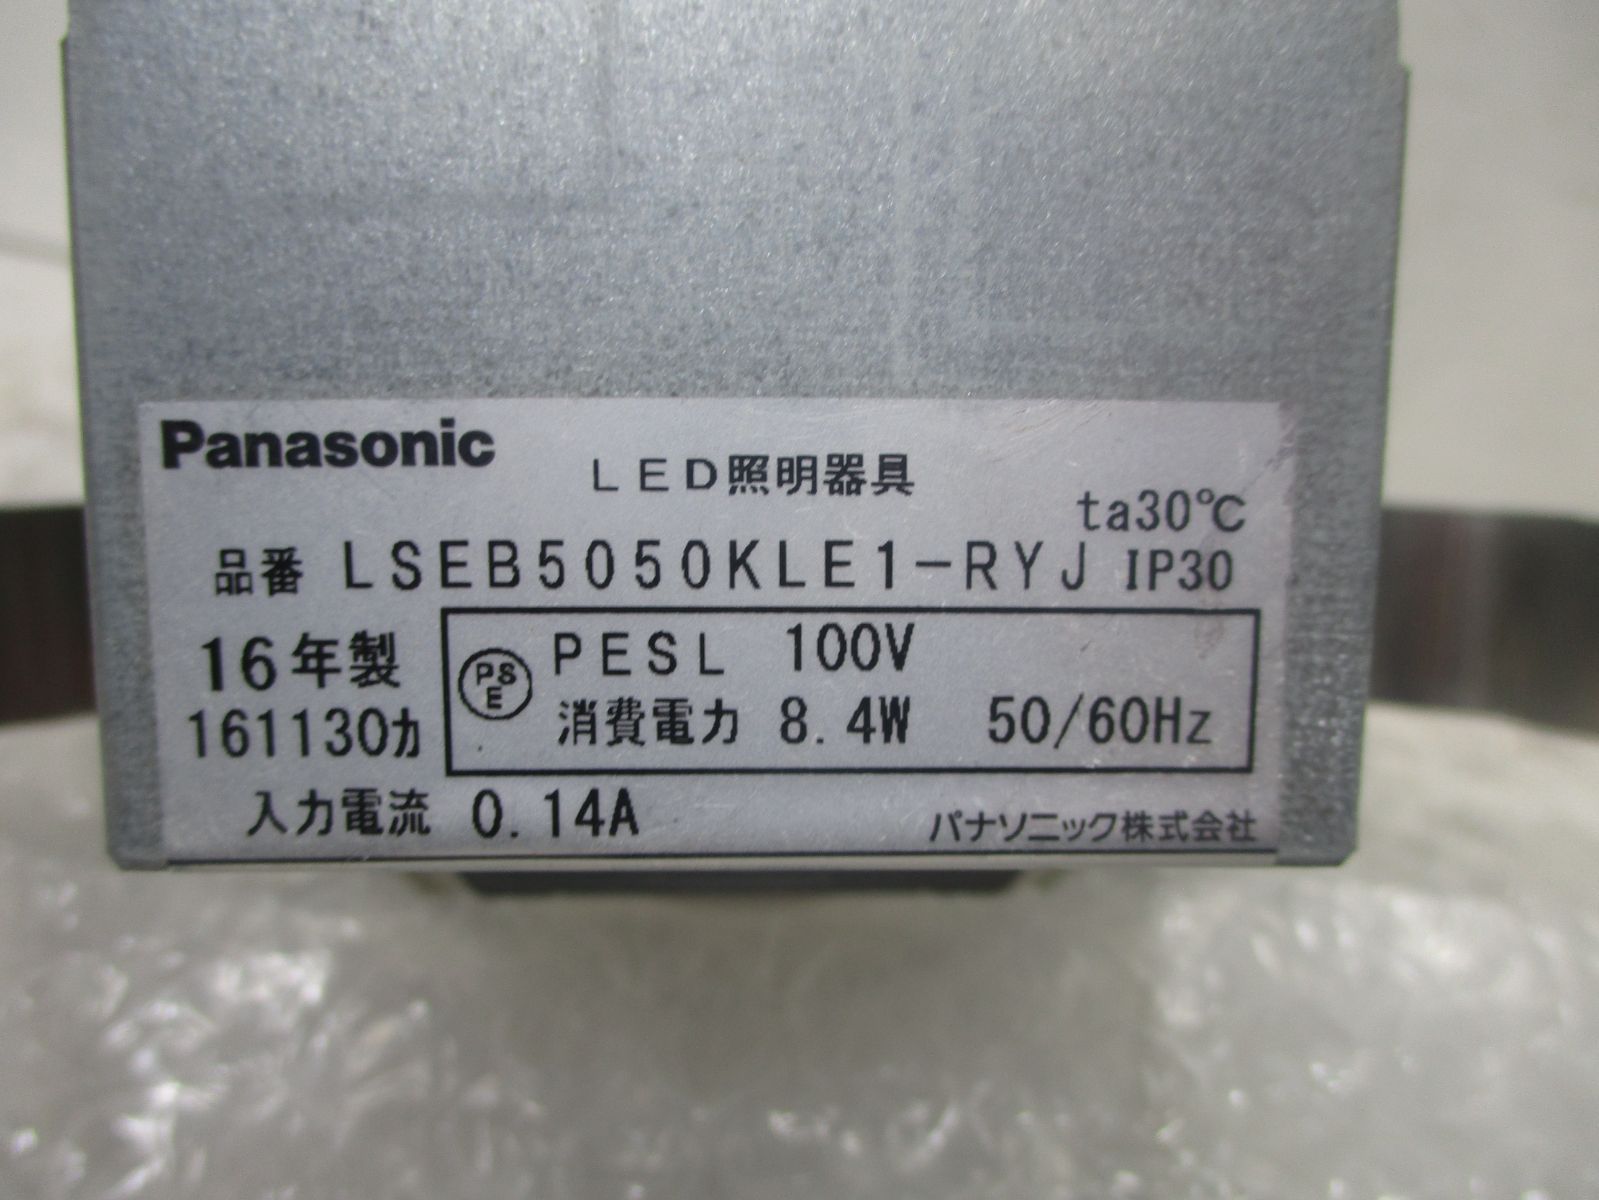 Panasonic
LED照明器具
ta30℃
品番 LSEB5050KLE1-RYJ IP30
16年製
PSE PESL 100V
161130カ
消費電力 8.4W 50/60Hz
入力電流 0.14A
パナソニック株式会社